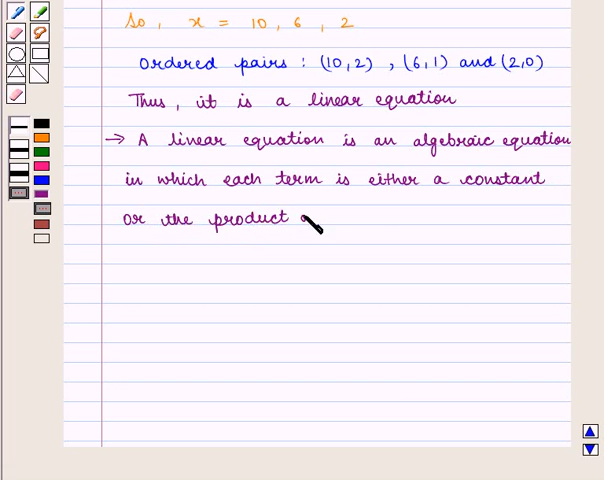 So, x = 10, 6, 2
Ordered pairs : (10,2) , (6,1) and (2,0)
Thus, it is a linear equation
→ A linear equation is an algebraic equation
in which each term is either a constant
or the product